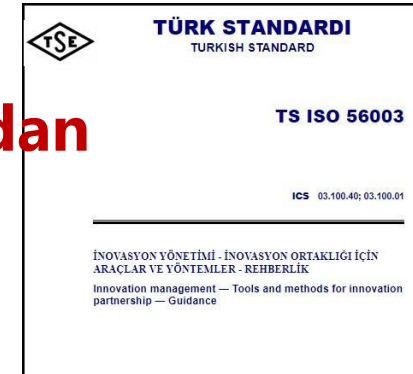 TSE
TÜRK STANDARDI
TURKISH STANDARD
TS ISO 56003
dan
ICS 03.100.40; 03.100.01
İNOVASYON YÖNETİMİ - İNOVASYON ORTAKLIĞI İÇİN
ARAÇLAR VE YÖNTEMLER - REHBERLİK
Innovation management — Tools and methods for innovation
partnership — Guidance